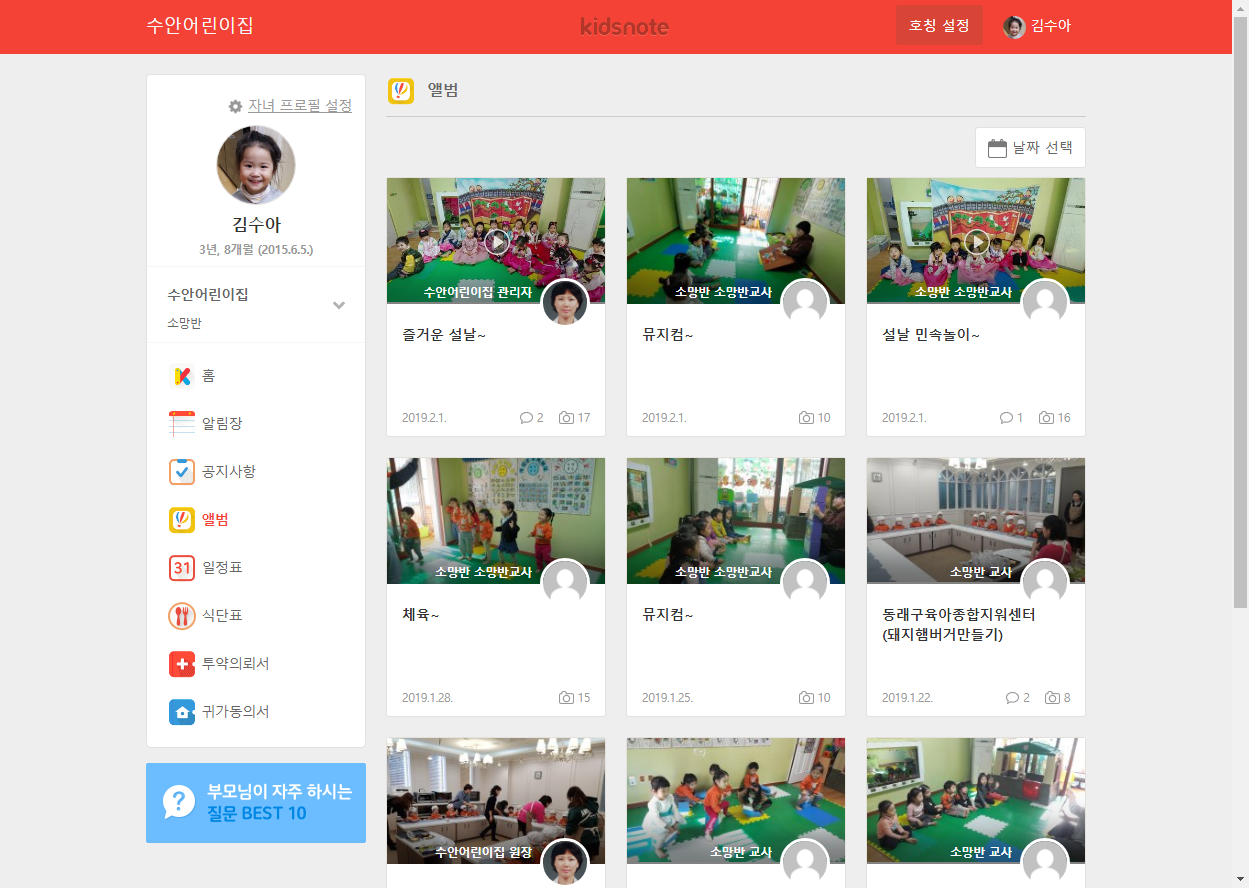 수안어린이집
kidsnote
호칭 설정
김수아
자녀 프로필 설정
김수아
3년, 8개월 (2015.6.5.)
수안어린이집
소망반
홈
알림장
공지사항
앨범
31 일정표
식단표
투약의뢰서
귀가동의서
부모님이 자주 하시는
질문 BEST 10
앨범
날짜 선택
수안어린이집 관리자
즐거운 설날~
2019.2.1. 2 17
소망반 소망반교사
뮤지컴~
2019.2.1. 10
소망반 소망반교사
설날 민속놀이~
2019.2.1. 1 16
소망반 소망반교사
체육~
2019.1.28. 15
소망반 소망반교사
뮤지컴~
2019.1.25. 10
소망반 교사
동래구육아종합지원센터
(돼지햄버거만들기)
2019.1.22. 2 8
수안어린이집 원장
소망반 교사
소망반 교사